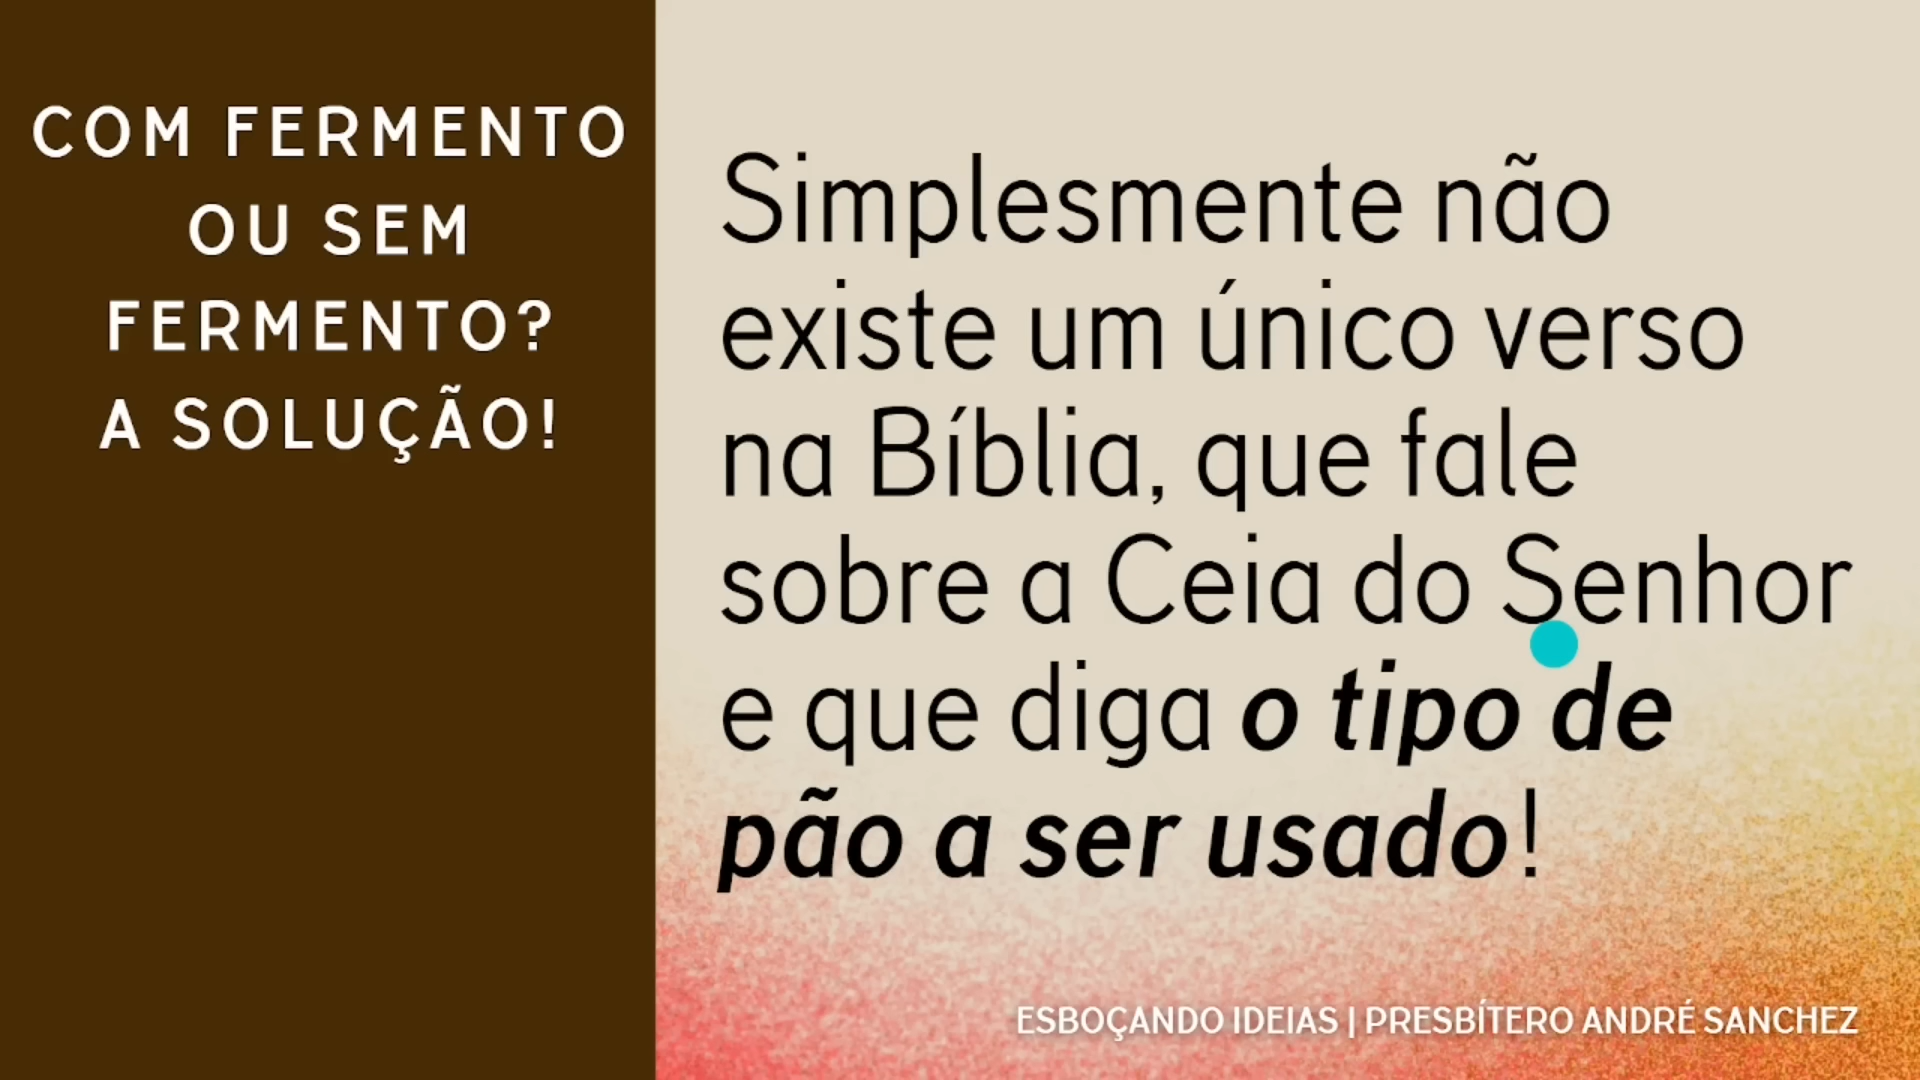 COM FERMENTO
OU SEM
FERMENTO?
A SOLUÇÃO!
Simplesmente não
existe um único verso
na Bíblia, que fale
sobre a Ceia do Senhor
e que diga o tipo de
pão a ser usado!
ESBOÇANDO IDEIAS | PRESBÍTERO ANDRÉ SANCHEZ